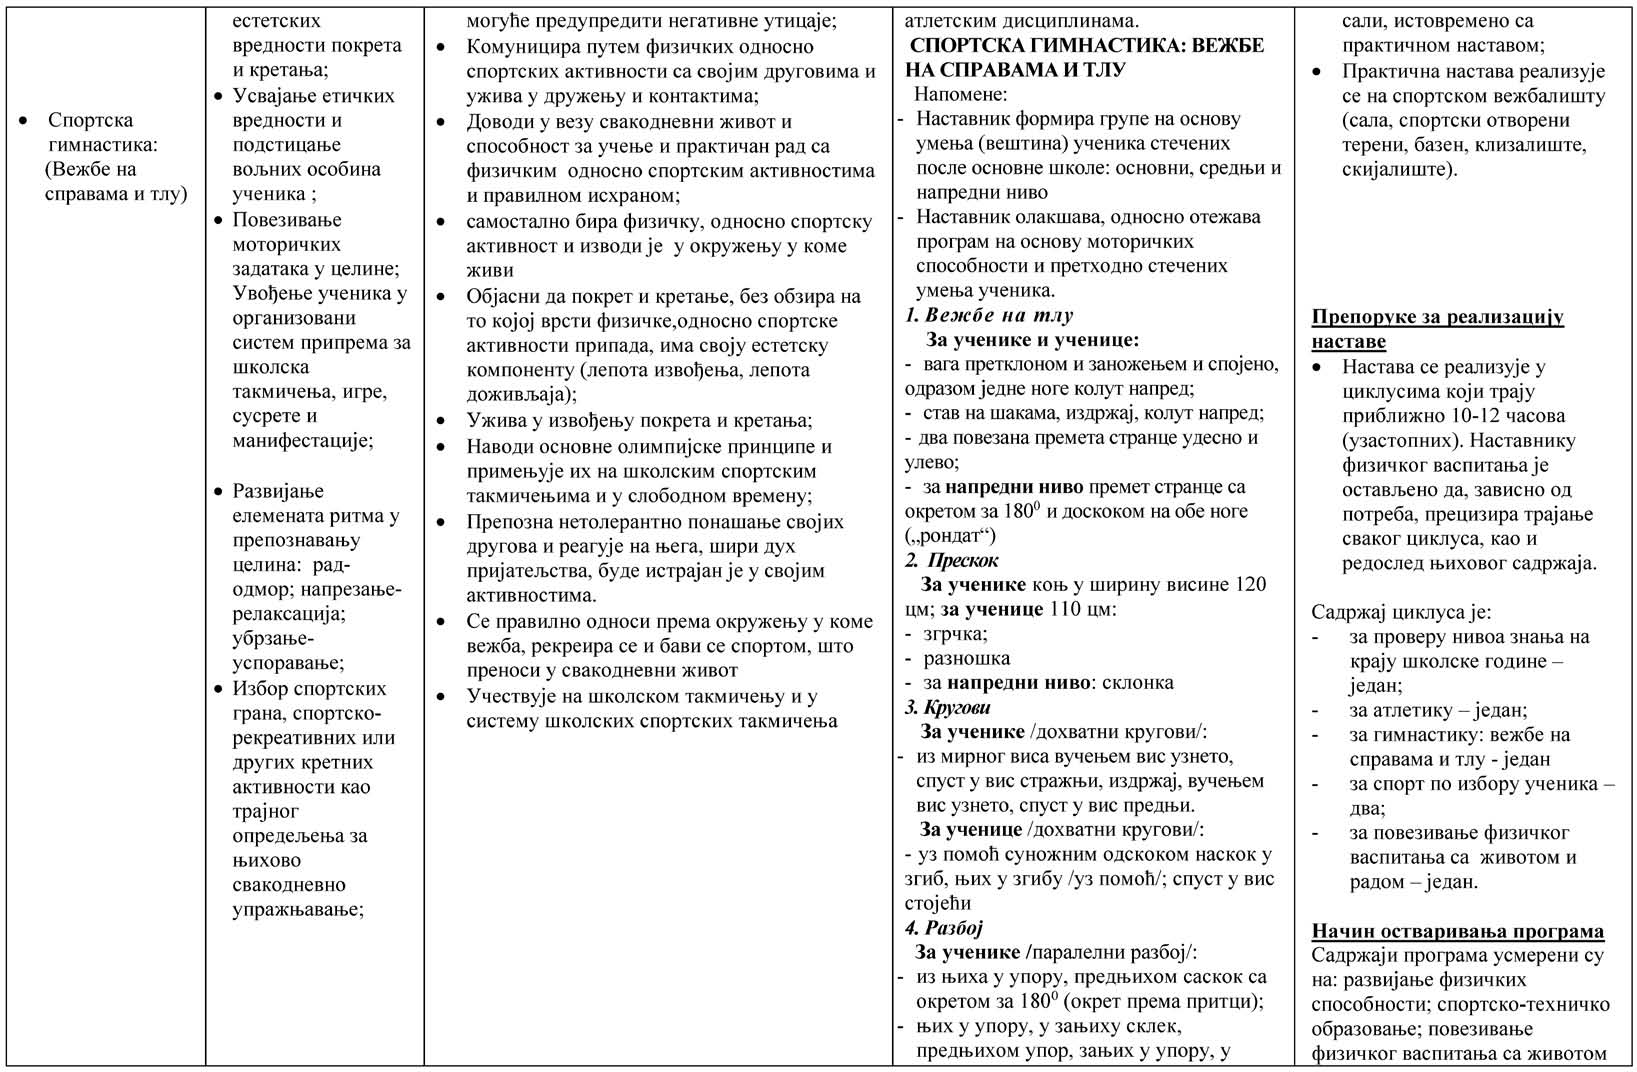 • Спортска
гимнастика:
(Вежбе на
справама и тлу)
естетских
вредности покрета
и кретања;
• Усвајање етичких
вредности и
подстицање
вољних особина
ученика ;
• Повезивање
моторичких
задатака у целине;
Увођење ученика у
организовани
систем припрема за
школска
такмичења, игре,
сусрете и
манифестације;
• Развијање
елемената ритма у
препознавању
целина: рад-
одмор; напрезање-
релаксација;
убрзање-
успоравање;
• Избор спортских
грана, спортско-
рекреативних или
других кретних
активности као
трајног
опредељења за
њихово
свакодневно
упражњавање;
могуће предупредити негативне утицаје;
• Комуницира путем физичких односно
спортских активности са својим друговима и
ужива у дружењу и контактима;
• Доводи у везу свакодневни живот и
способност за учење и практичан рад са
физичким односно спортским активностима
и правилном исхраном;
• самостално бира физичку, односно спортску
активност и изводи је у окружењу у коме
живи
• Објасни да покрет и кретање, без обзира на
то којој врсти физичке,односно спортске
активности припада, има своју естетску
компоненту (лепота извођења, лепота
доживљаја);
• Ужива у извођењу покрета и кретања;
• Наводи основне олимпијске принципе и
примењује их на школским спортским
такмичењима и у слободном времену;
• Препозна нетолерантно понашање својих
другова и реагује на њега, шири дух
пријатељства, буде истрајан је у својим
активностима.
• Се правилно односи према окружењу у коме
вежба, рекреира се и бави се спортом, што
преноси у свакодневни живот
• Учествује на школском такмичењу и у
систему школских спортских такмичења
атлетским дисциплинама.
СПОРТСКА ГИМНАСТИКА: ВЕЖБЕ
НА СПРАВАМА И ТЛУ
Напомене:
- Наставник формира групе на основу
умења (вештина) ученика стечених
после основне школе: основни, средњи и
напредни ниво
- Наставник олакшава, односно отежава
програм на основу моторичких
способности и претходно стечених
умења ученика.
1. Вежбе на тлу
За ученике и ученице:
- вага претклоном и заножењем и спојено,
одразом једне ноге колут напред;
- став на шакама, издржај, колут напред;
- два повезана премета странце удесно и
улево;
- за напредни ниво премет странце са
окретом за 180⁰ и доскоком на обе ноге
(„рондат“)
2. Прескок
За ученике коњ у ширину висине 120
цм; за ученице 110 цм:
- згрчка;
- разношка
- за напредни ниво: склонка
3. Кругови
За ученике /дохватни кругови/:
- из мирног виса вучењем вис узнето,
спуст у вис стражњи, издржај, вучењем
вис узнето, спуст у вис предњи.
За ученице /дохватни кругови/:
- уз помоћ суножним одскоком наскок у
згиб, њих у згибу /уз помоћ/; спуст у вис
стојећи
4. Разбој
За ученике /паралелни разбој/:
- из њиха у упору, предњихом саскок са
окретом за 180⁰ (окрет према притци);
- њих у упору, у зањиху склек,
предњихом упор, зањих у упору, у
сали, истовремено са
практичном наставом;
• Практична настава реализује
се на спортском вежбалишту
(сала, спортски отворени
терени, базен, клизалиште,
скијалиште).
Препоруке за реализацију
наставе
• Настава се реализује у
циклусима који трају
приближно 10-12 часова
(узастопних). Наставнику
физичког васпитања је
остављено да, зависно од
потреба, прецизира трајање
сваког циклуса, као и
редослед њиховог садржаја.
Садржај циклуса је:
- за проверу нивоа знања на
крају школске године –
један;
- за атлетику – један;
- за гимнастику: вежбе на
справама и тлу - један
- за спорт по избору ученика –
два;
- за повезивање физичког
васпитања са животом и
радом – један.
Начин остваривања програма
Садржаји програма усмерени су
на: развијање физичких
способности; спортско-техничко
образовање; повезивање
физичког васпитања са животом